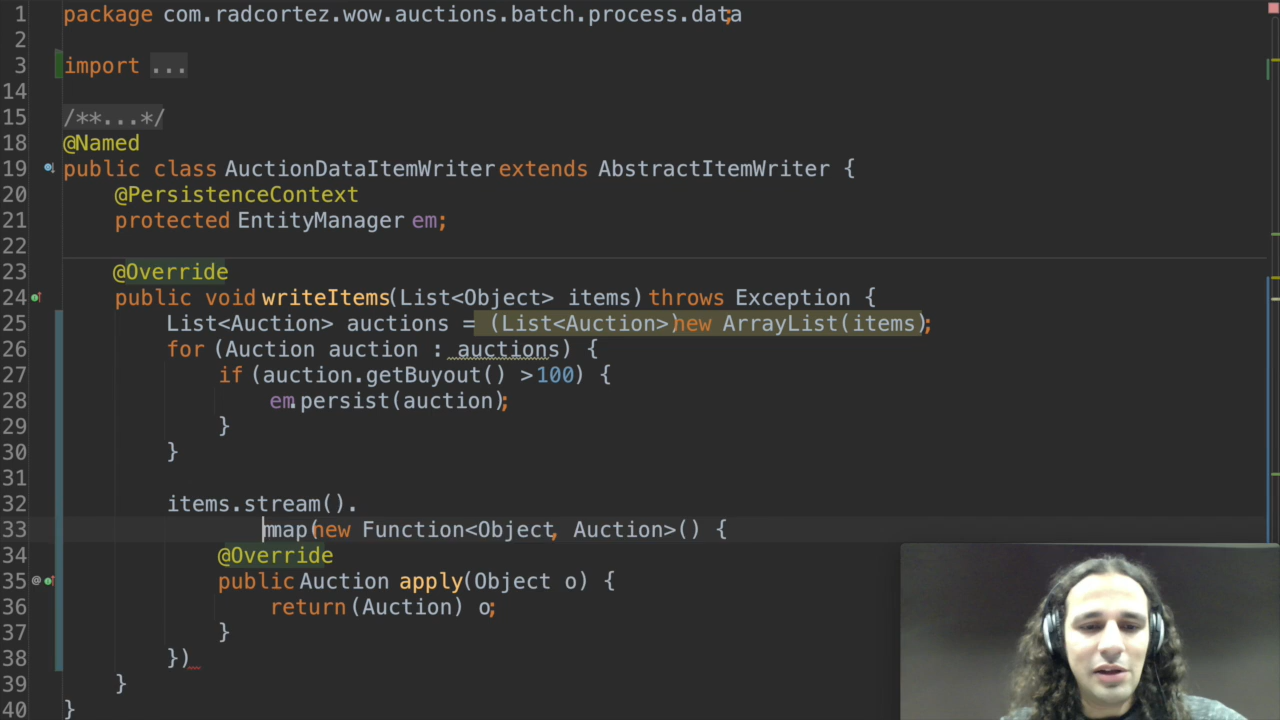 1 package com.radcortez.wow.auctions.batch.process.data;
2
3 import ...
14
15 /**...*/
18 @Named
19 public class AuctionDataItemWriter extends AbstractItemWriter {
20 @PersistenceContext
21 protected EntityManager em;
22
23 @Override
24 public void writeItems(List<Object> items) throws Exception {
25 List<Auction> auctions = (List<Auction>)new ArrayList(items);
26 for (Auction auction : auctions) {
27 if (auction.getBuyout() >100) {
28 em.persist(auction);
29 }
30 }
31
32 items.stream().
33 map(new Function<Object, Auction>() {
34 @Override
35 @ public Auction apply(Object o) {
36 return (Auction) o;
37 }
38 })
39 }
40 }